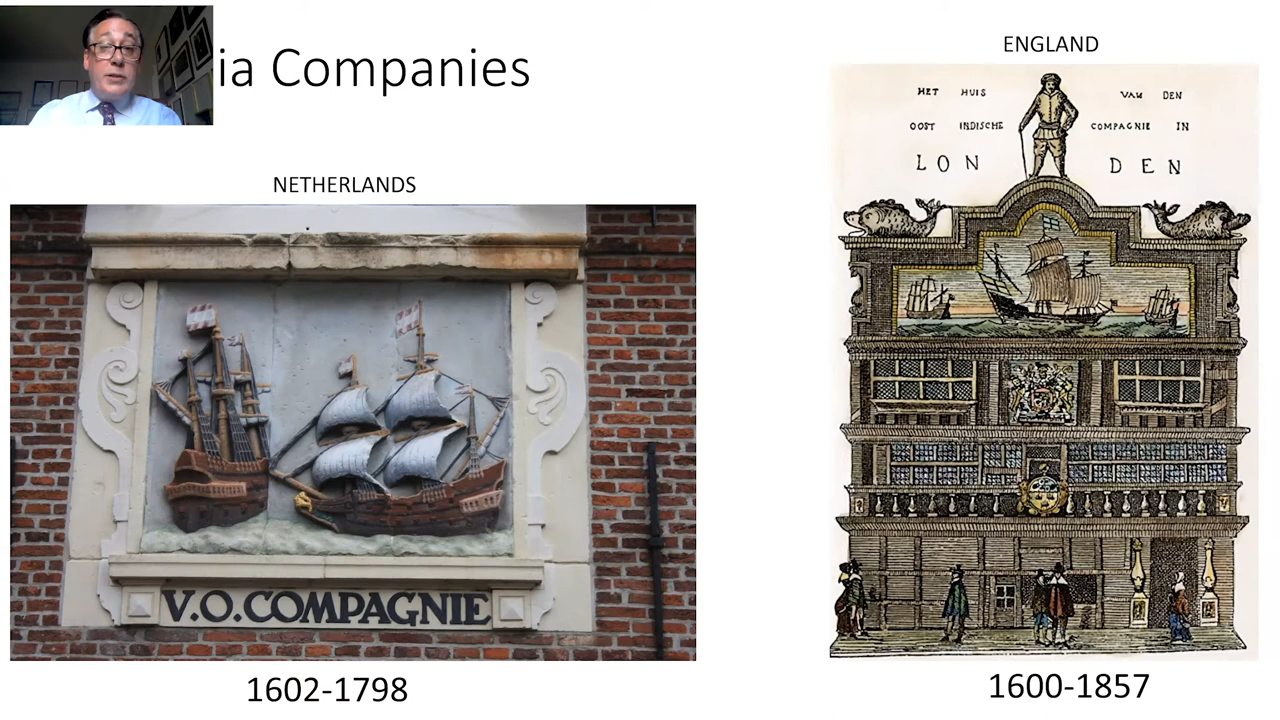 ia Companies
NETHERLANDS
V.O.COMPAGNIE
1602-1798
ENGLAND
HET HUIS VAN DEN
OOST INDISCHE COMPAGNIE IN
LON DEN
1600-1857